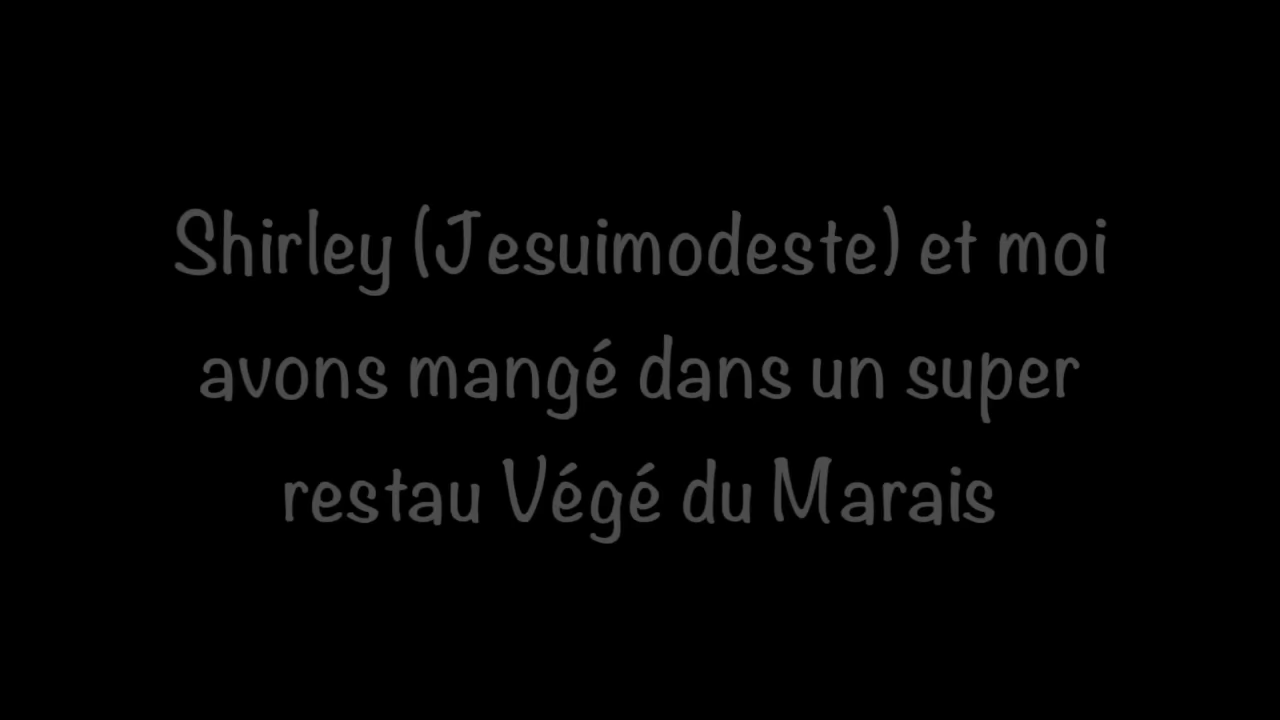 Shirley (Jesuimodeste) et moi
avons mangé dans un super
restau Végé du Marais